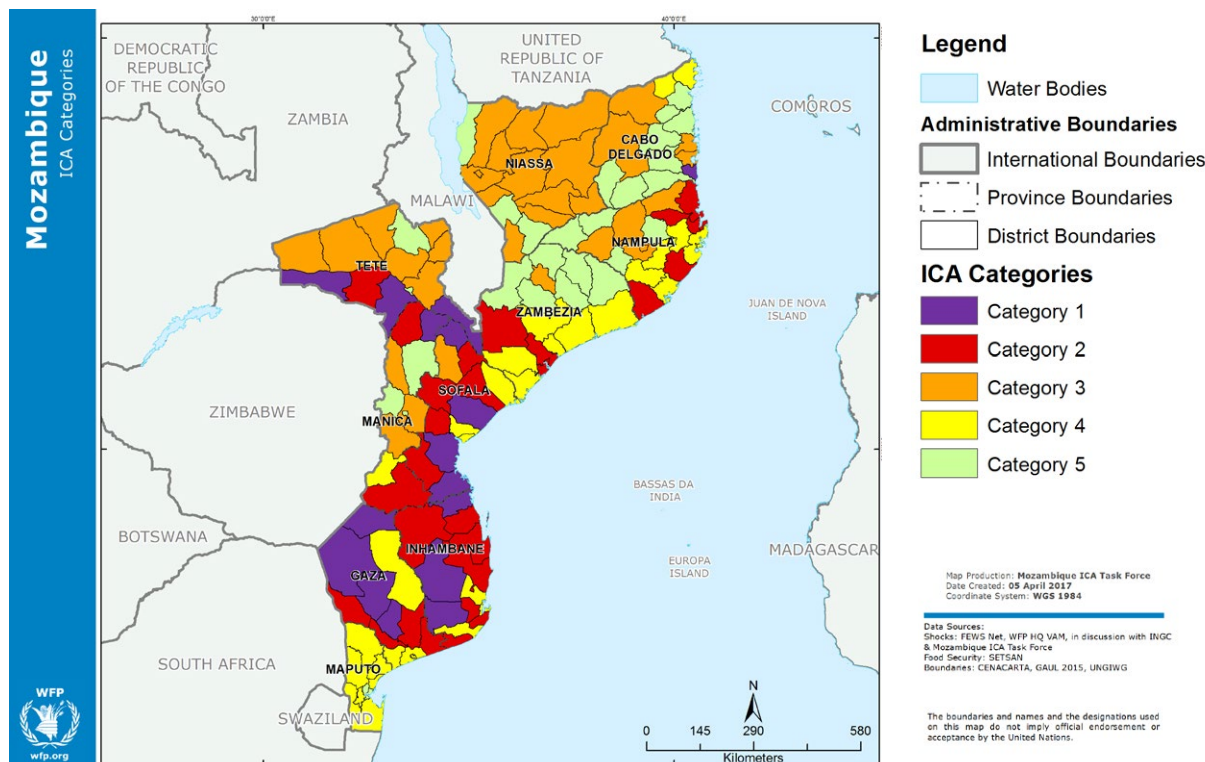 Mozambique
ICA Categories
WFP
wfp.org
30°0'0"E
40°0'0"E
DEMOCRATIC
REPUBLIC
OF THE CONGO
UNITED
REPUBLIC OF
TANZANIA
COMOROS
ZAMBIA
CABO
DELGADO
NIASSA
MALAWI
NAMPULA
TETE
JUAN DE NOVA
ISLAND
ZAMBEZIA
SOFALA
ZIMBABWE
MANICA
BASSAS DA
INDIA
BOTSWANA
INHAMBANE
MADAGASCAR
EUROPA
ISLAND
GAZA
SOUTH AFRICA
MAPUTO
SWAZILAND
N
0 145 290 580
Kilometers
Legend
Water Bodies
Administrative Boundaries
International Boundaries
Province Boundaries
District Boundaries
ICA Categories
Category 1
Category 2
Category 3
Category 4
Category 5
Map Production: Mozambique ICA Task Force
Date Created: 05 April 2017
Coordinate System: WGS 1984
Data Sources:
Shocks: FEWS Net, WFP HQ VAM, in discussion with INGC
& Mozambique ICA Task Force
Food Security: SETSAN
Boundaries: CENACARTA, GAUL 2015, UNGIWG
The boundaries and names and the designations used
on this map do not imply official endorsement or
acceptance by the United Nations.